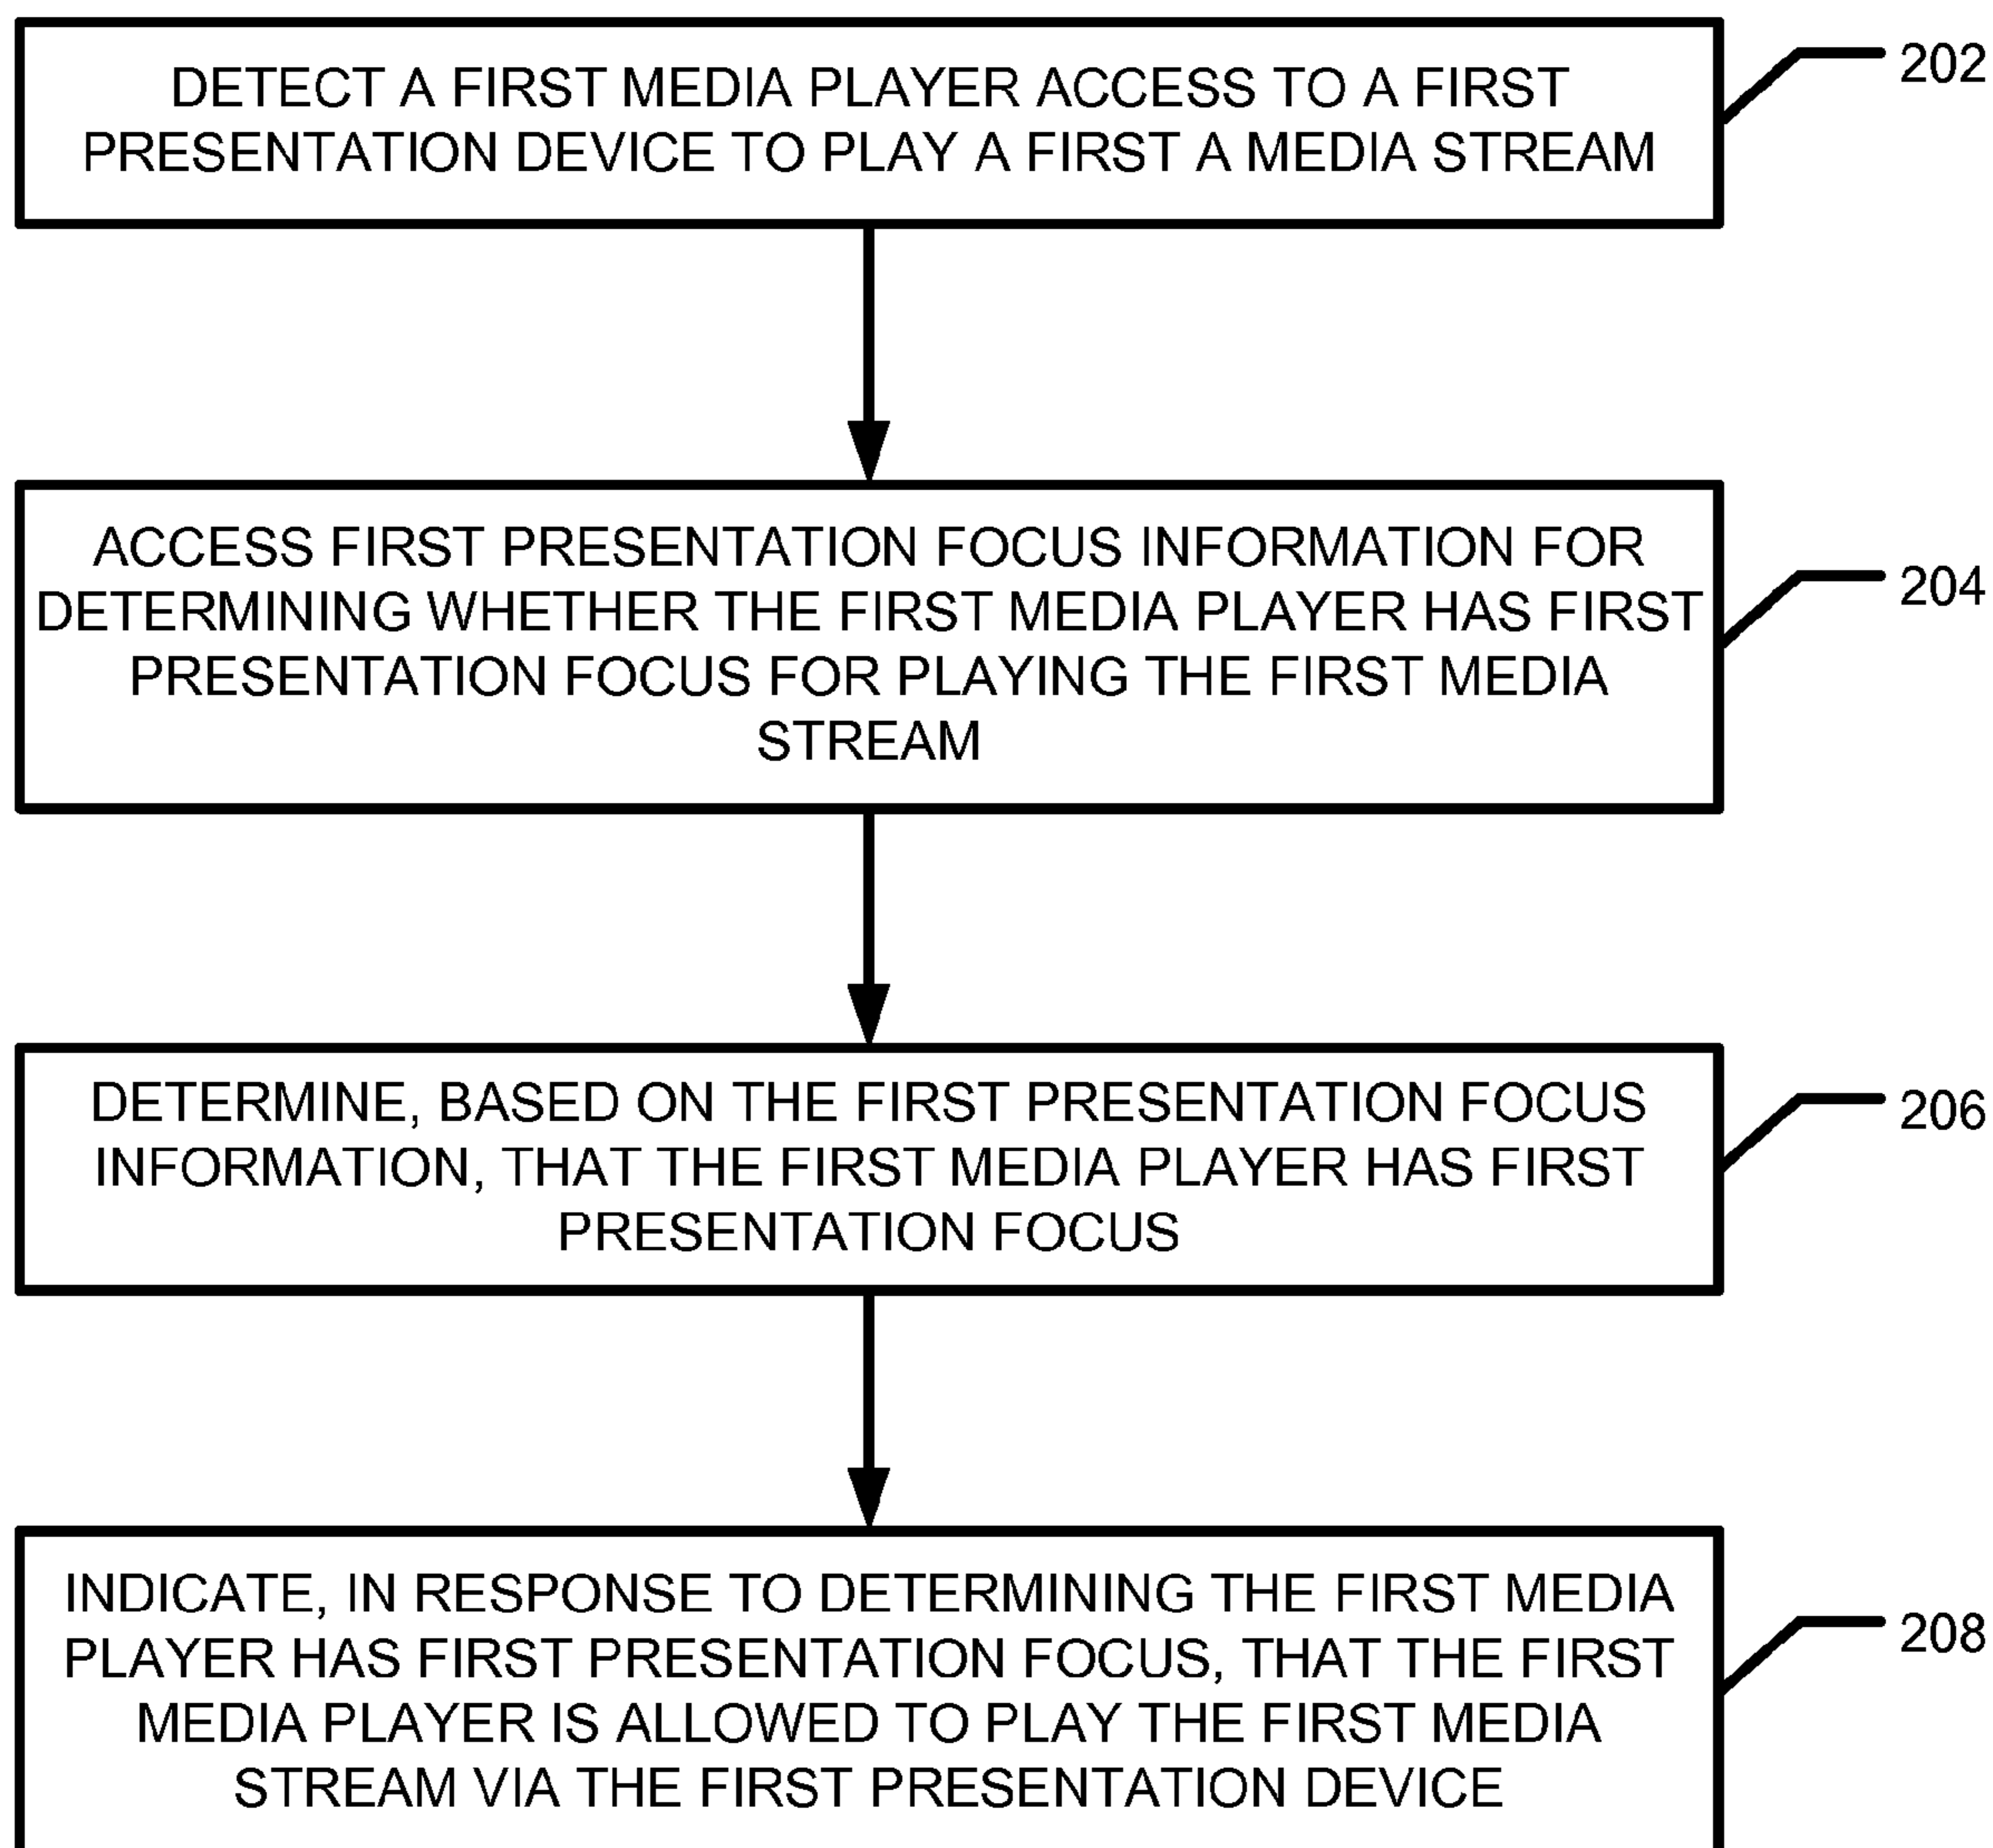 DETECT A FIRST MEDIA PLAYER ACCESS TO A FIRST
PRESENTATION DEVICE TO PLAY A FIRST A MEDIA STREAM
202
ACCESS FIRST PRESENTATION FOCUS INFORMATION FOR
DETERMINING WHETHER THE FIRST MEDIA PLAYER HAS FIRST
PRESENTATION FOCUS FOR PLAYING THE FIRST MEDIA
STREAM
204
DETERMINE, BASED ON THE FIRST PRESENTATION FOCUS
INFORMATION, THAT THE FIRST MEDIA PLAYER HAS FIRST
PRESENTATION FOCUS
206
INDICATE, IN RESPONSE TO DETERMINING THE FIRST MEDIA
PLAYER HAS FIRST PRESENTATION FOCUS, THAT THE FIRST
MEDIA PLAYER IS ALLOWED TO PLAY THE FIRST MEDIA
STREAM VIA THE FIRST PRESENTATION DEVICE
208